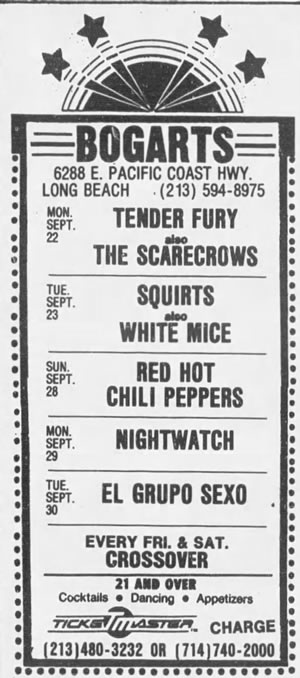 BOGARTS
6288 E. PACIFIC COAST HWY.
LONG BEACH (213) 594-8975
MON.
SEPT.
22
TENDER FURY
also
THE SCARECROWS
TUE.
SEPT.
23
SQUIRTS
also
WHITE MICE
SUN.
SEPT.
28
RED HOT
CHILI PEPPERS
MON.
SEPT.
29
NIGHTWATCH
TUE.
SEPT.
30
EL GRUPO SEXO
EVERY FRI. & SAT.
CROSSOVER
21 AND OVER
Cocktails • Dancing • Appetizers
TICKETMASTER TM CHARGE
(213)480-3232 OR (714)740-2000